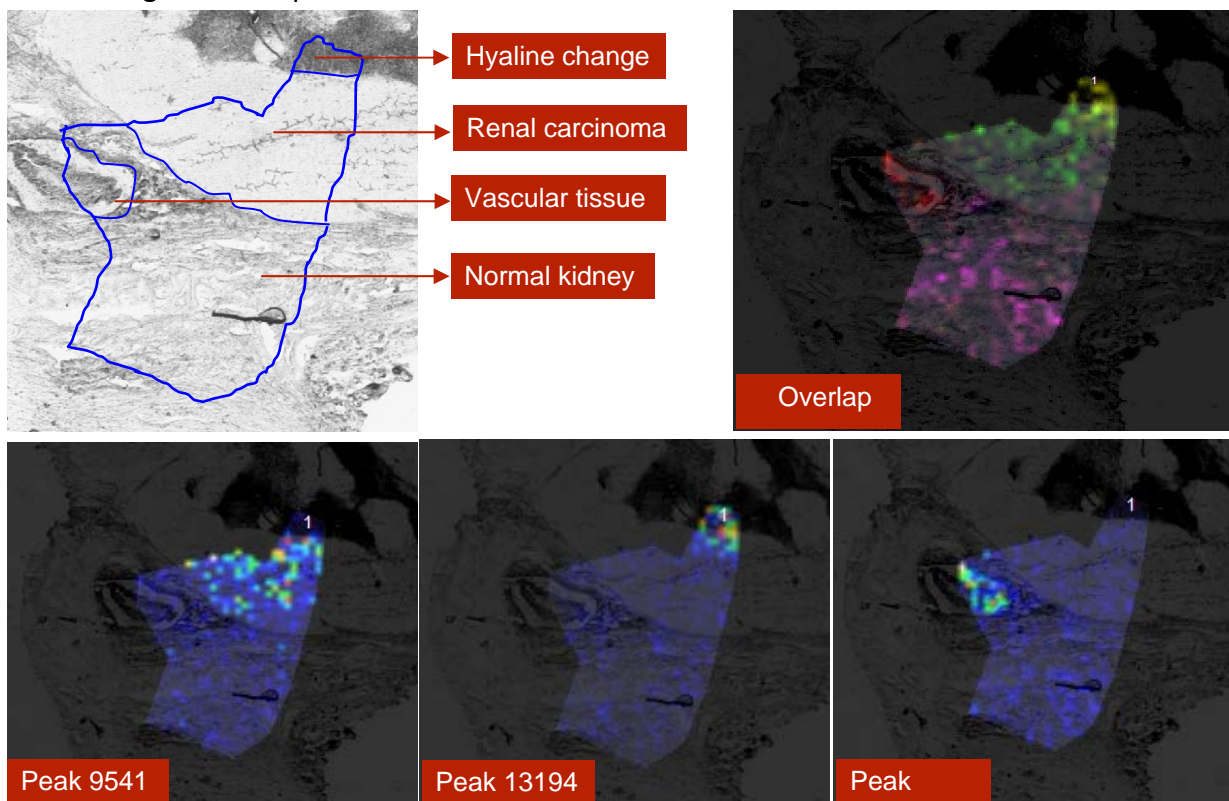 Hyaline change
Renal carcinoma
Vascular tissue
Normal kidney
1
Overlap
1
1
1
Peak 9541
Peak 13194
Peak